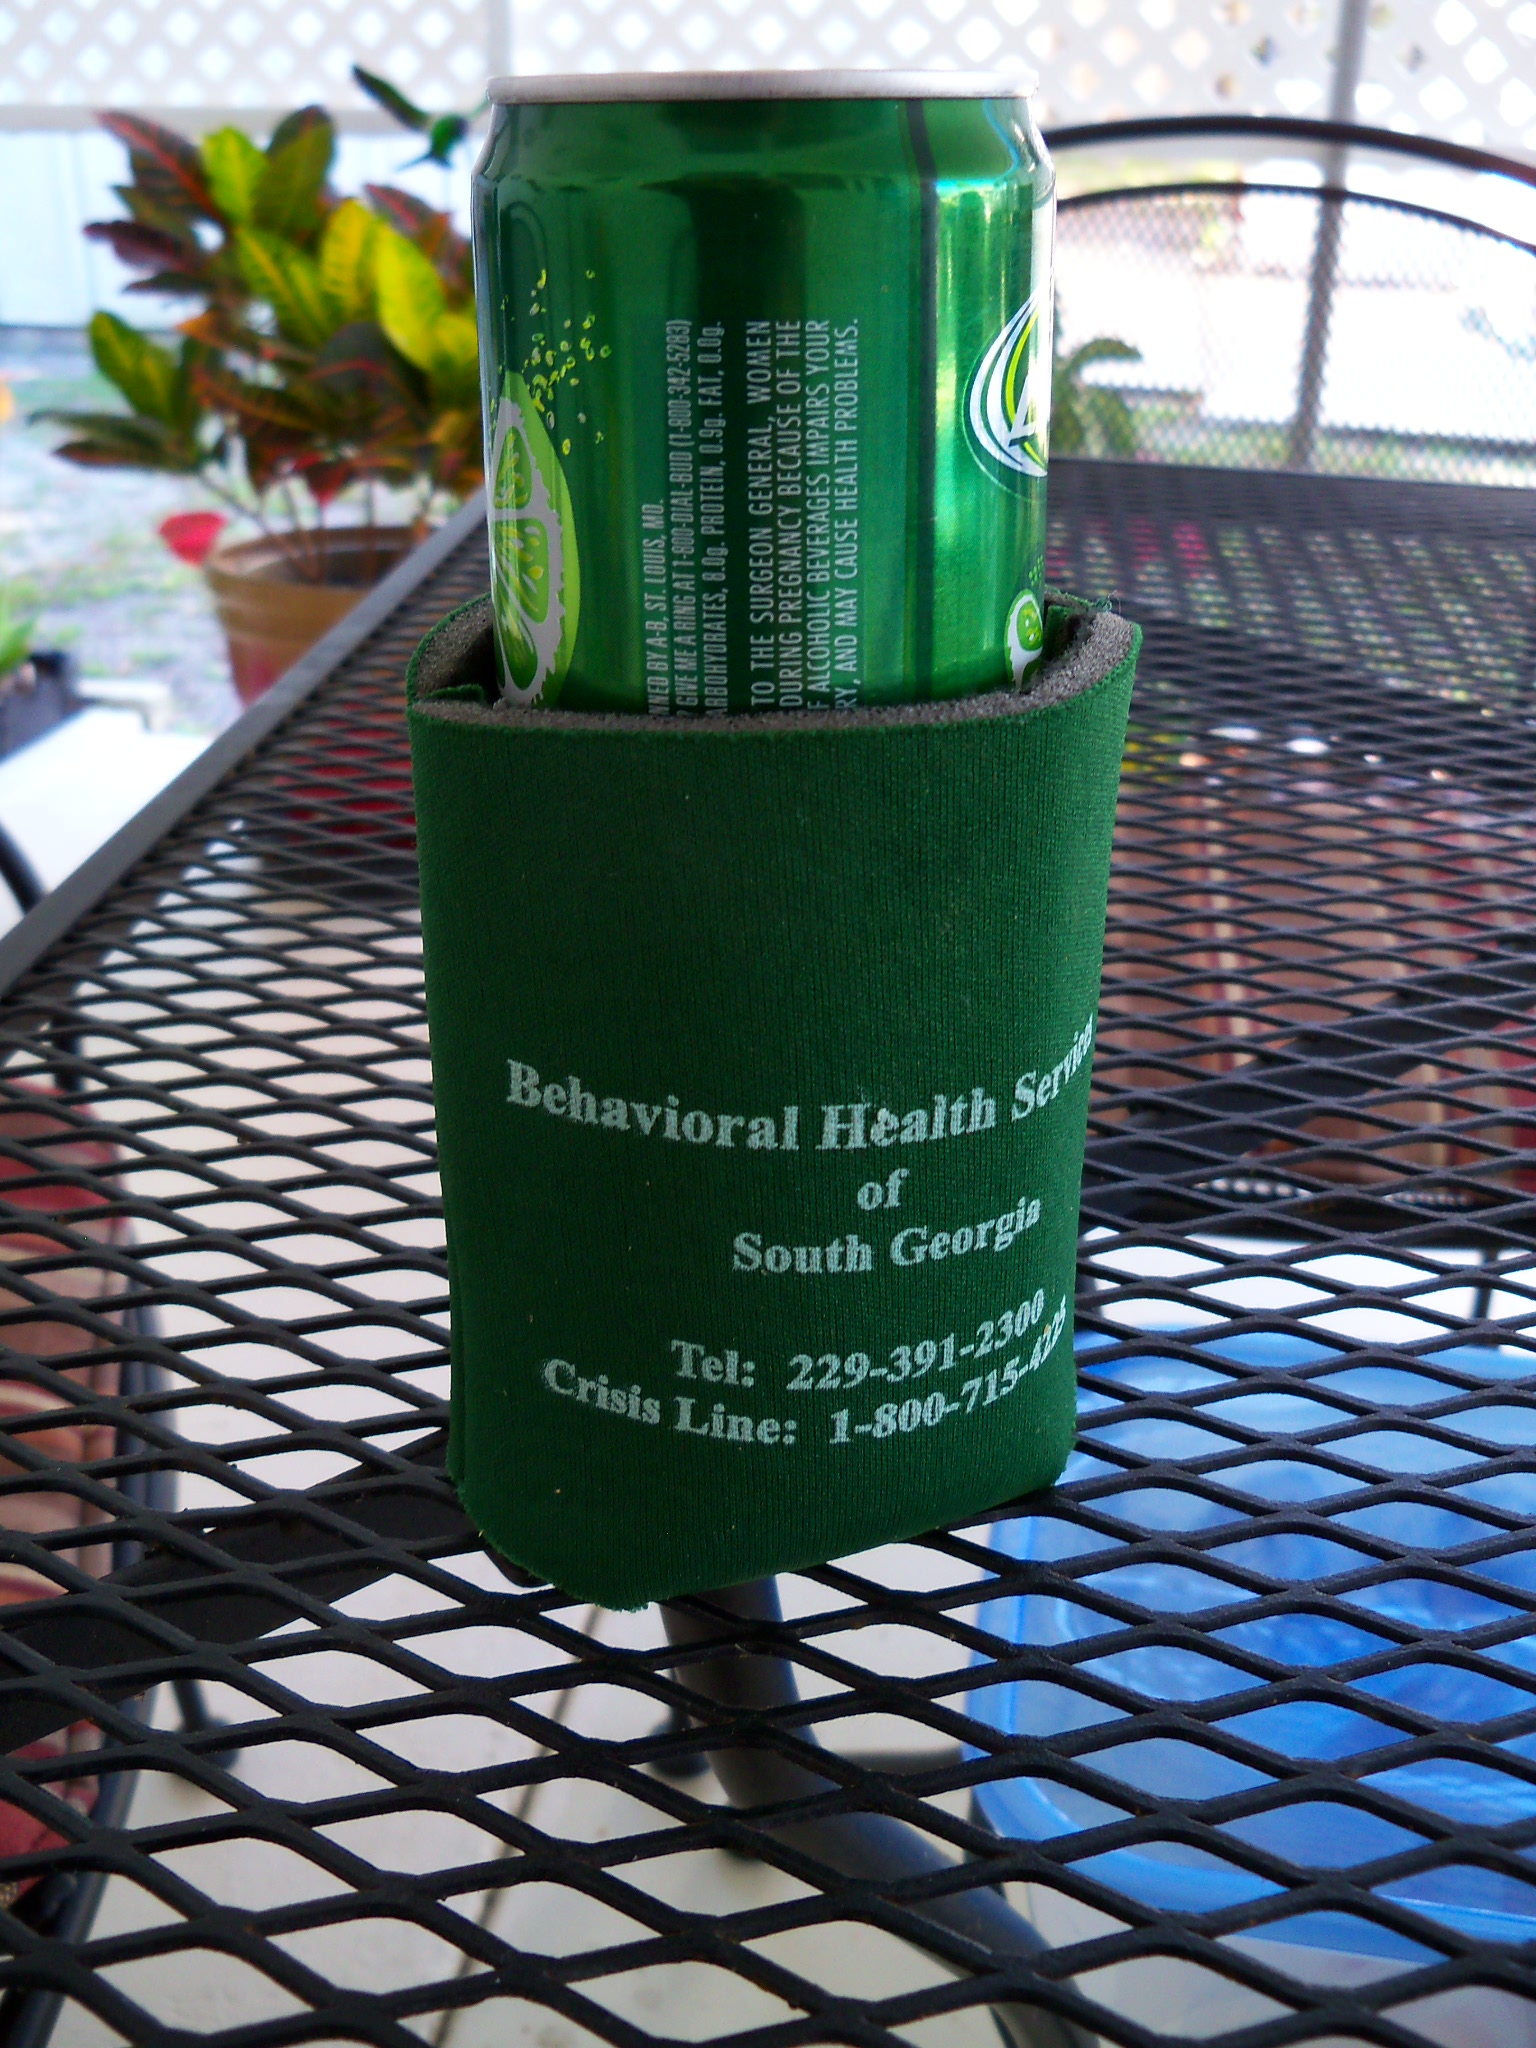 BY A-B, ST. LOUIS, MO.
GIVE ME A RING AT 1-800-DIAL-BUD (1-800-342-5283)
8.0g. PROTEIN, 0.9g. FAT, 0.0g.
TO THE SURGEON GENERAL, WOMEN
DURING PREGNANCY BECAUSE OF THE
F ALCOHOLIC BEVERAGES IMPAIRS YOUR
RY, AND MAY CAUSE HEALTH PROBLEMS.
Behavioral Health Services
of
South Georgia
Tel: 229-391-2300
Crisis Line: 1-800-715-4225